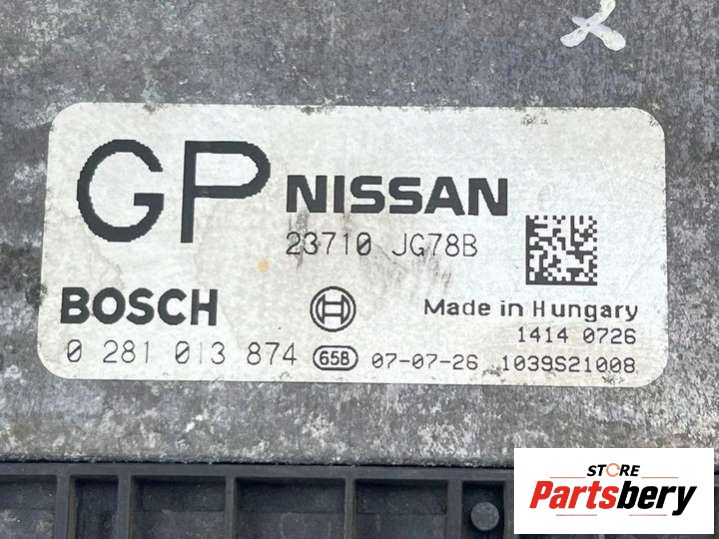 GP NISSAN
23710 JG78B
BOSCH
Made in Hungary
1414 0726
0 281 013 874 65B 07-07-26 1039S21008
STORE
Partsbery